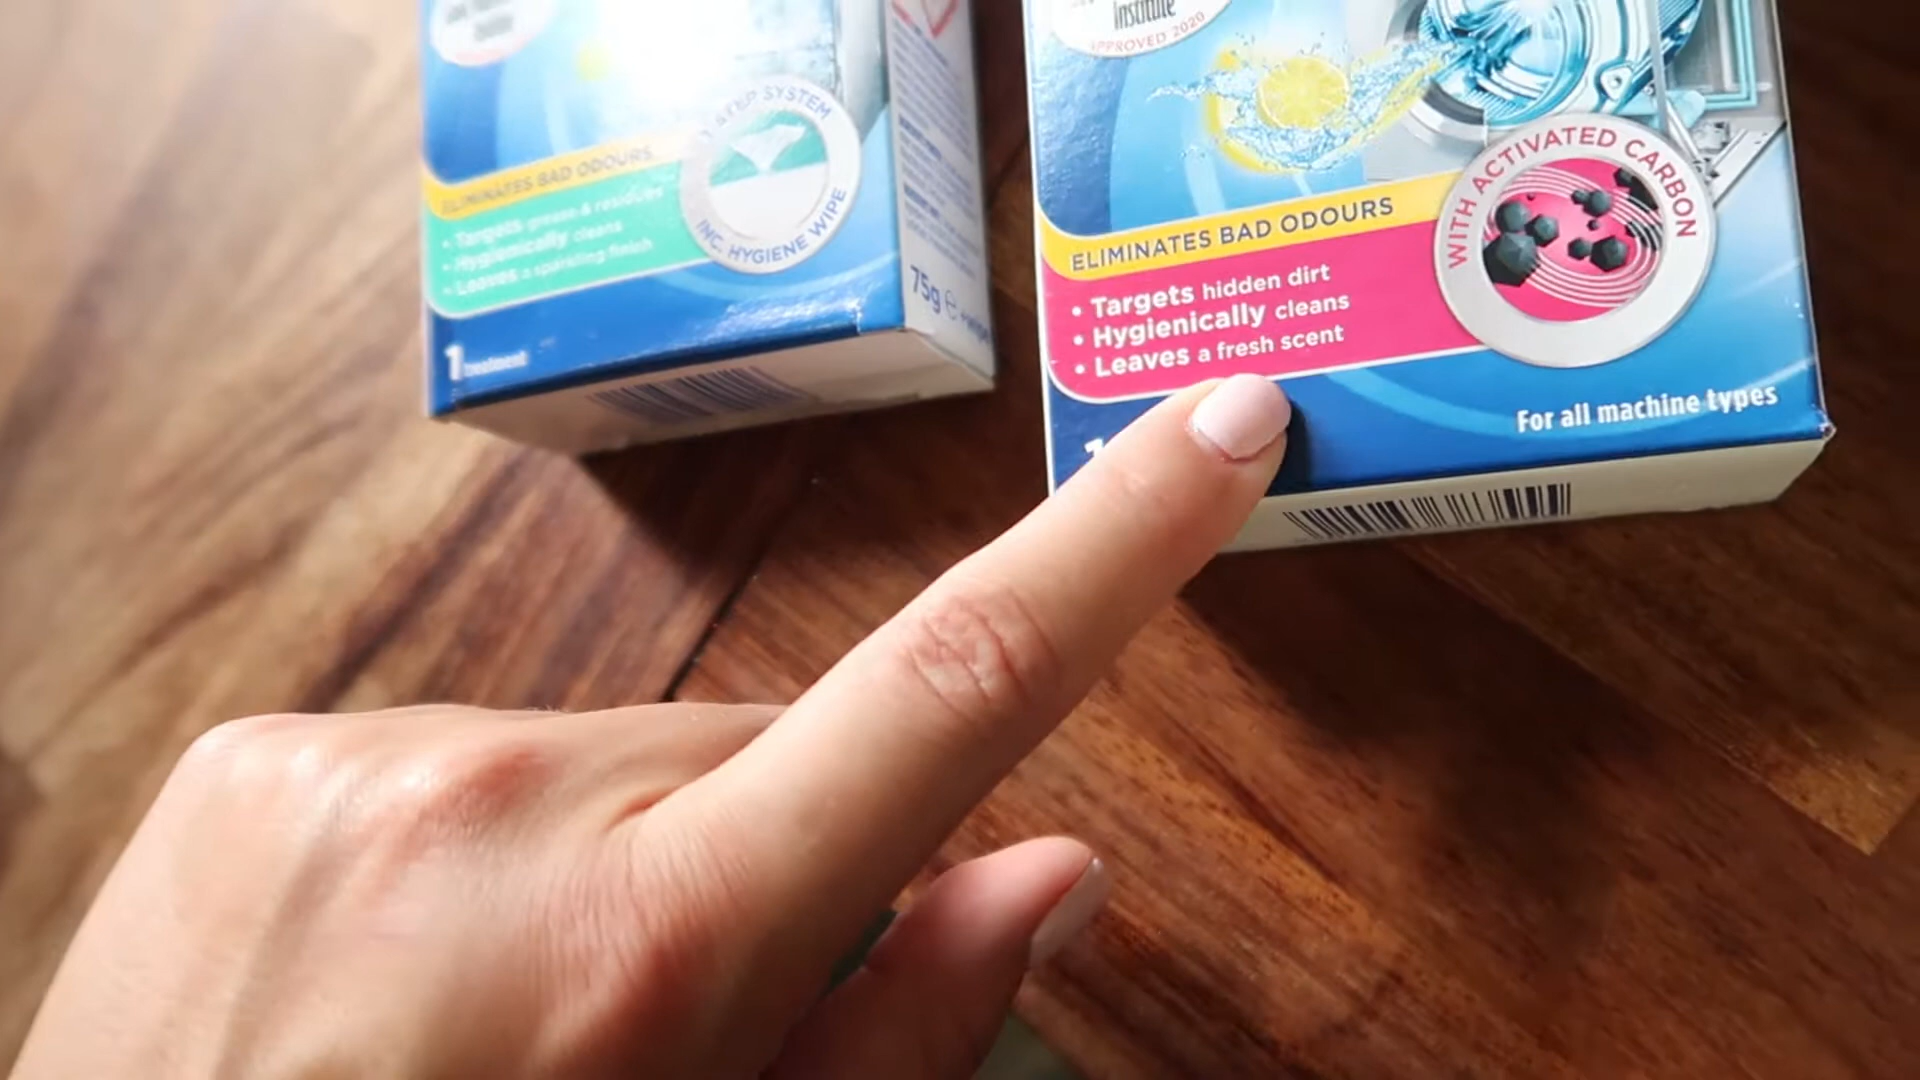 SYSTEM
INC. HYGIENE WIPE
ELIMINATES BAD ODOURS
• Targets grease & residues
• Hygienically cleans
• Leaves a sparkling finish
1 treatment
75g e
Institute
APPROVED 2020
WITH ACTIVATED CARBON
ELIMINATES BAD ODOURS
• Targets hidden dirt
• Hygienically cleans
• Leaves a fresh scent
For all machine types